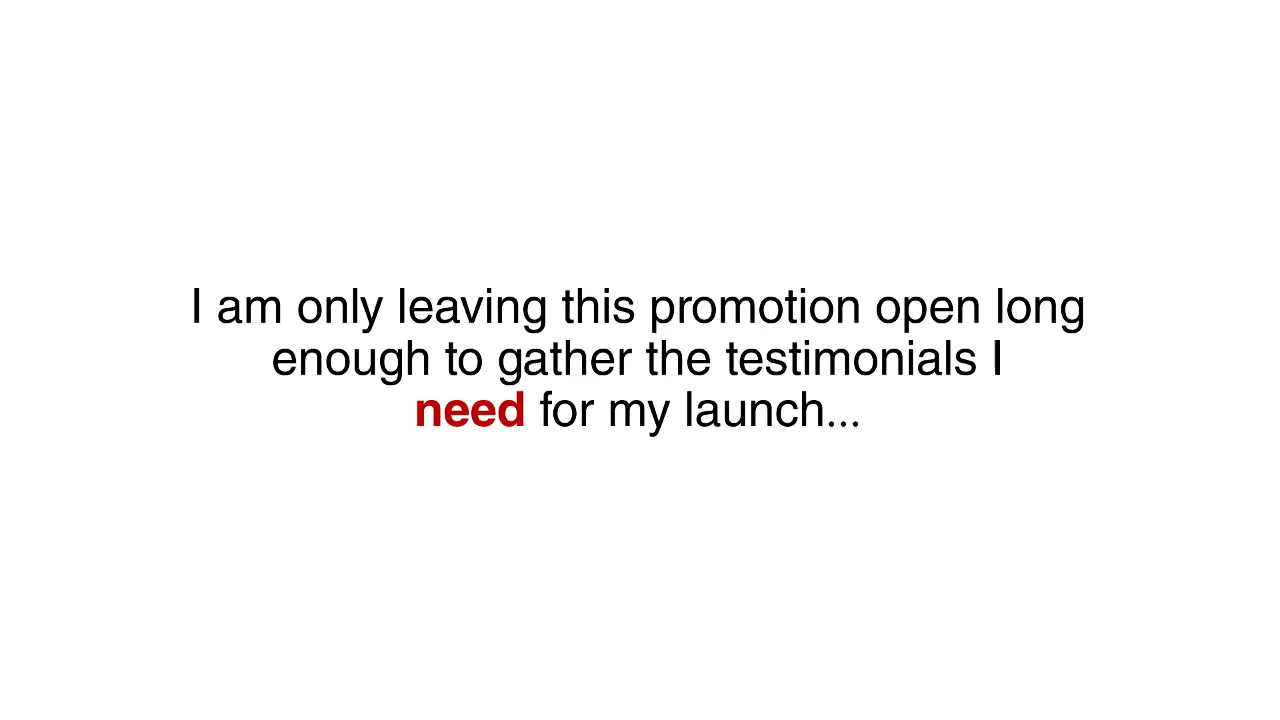 I am only leaving this promotion open long
enough to gather the testimonials I
need for my launch...